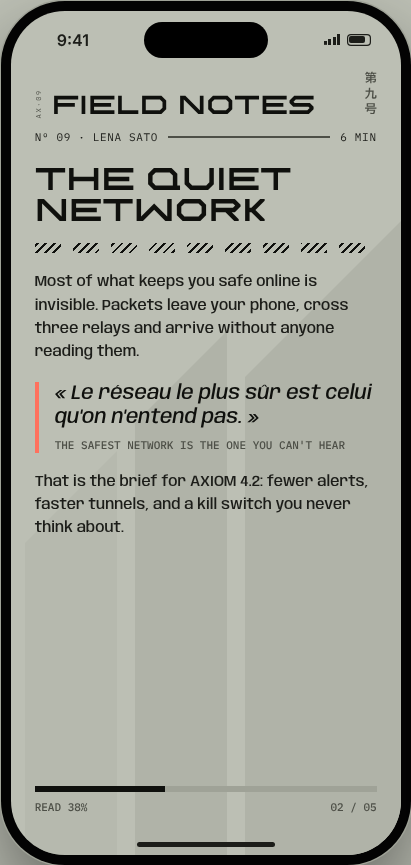 9:41
AX-09
FIELD NOTES
第九号
Nº 09 · LENA SATO
6 MIN
THE QUIET
NETWORK
Most of what keeps you safe online is
invisible. Packets leave your phone, cross
three relays and arrive without anyone
reading them.
« Le réseau le plus sûr est celui
qu'on n'entend pas. »
THE SAFEST NETWORK IS THE ONE YOU CAN'T HEAR
That is the brief for AXIOM 4.2: fewer alerts,
faster tunnels, and a kill switch you never
think about.
READ 38%
02 / 05